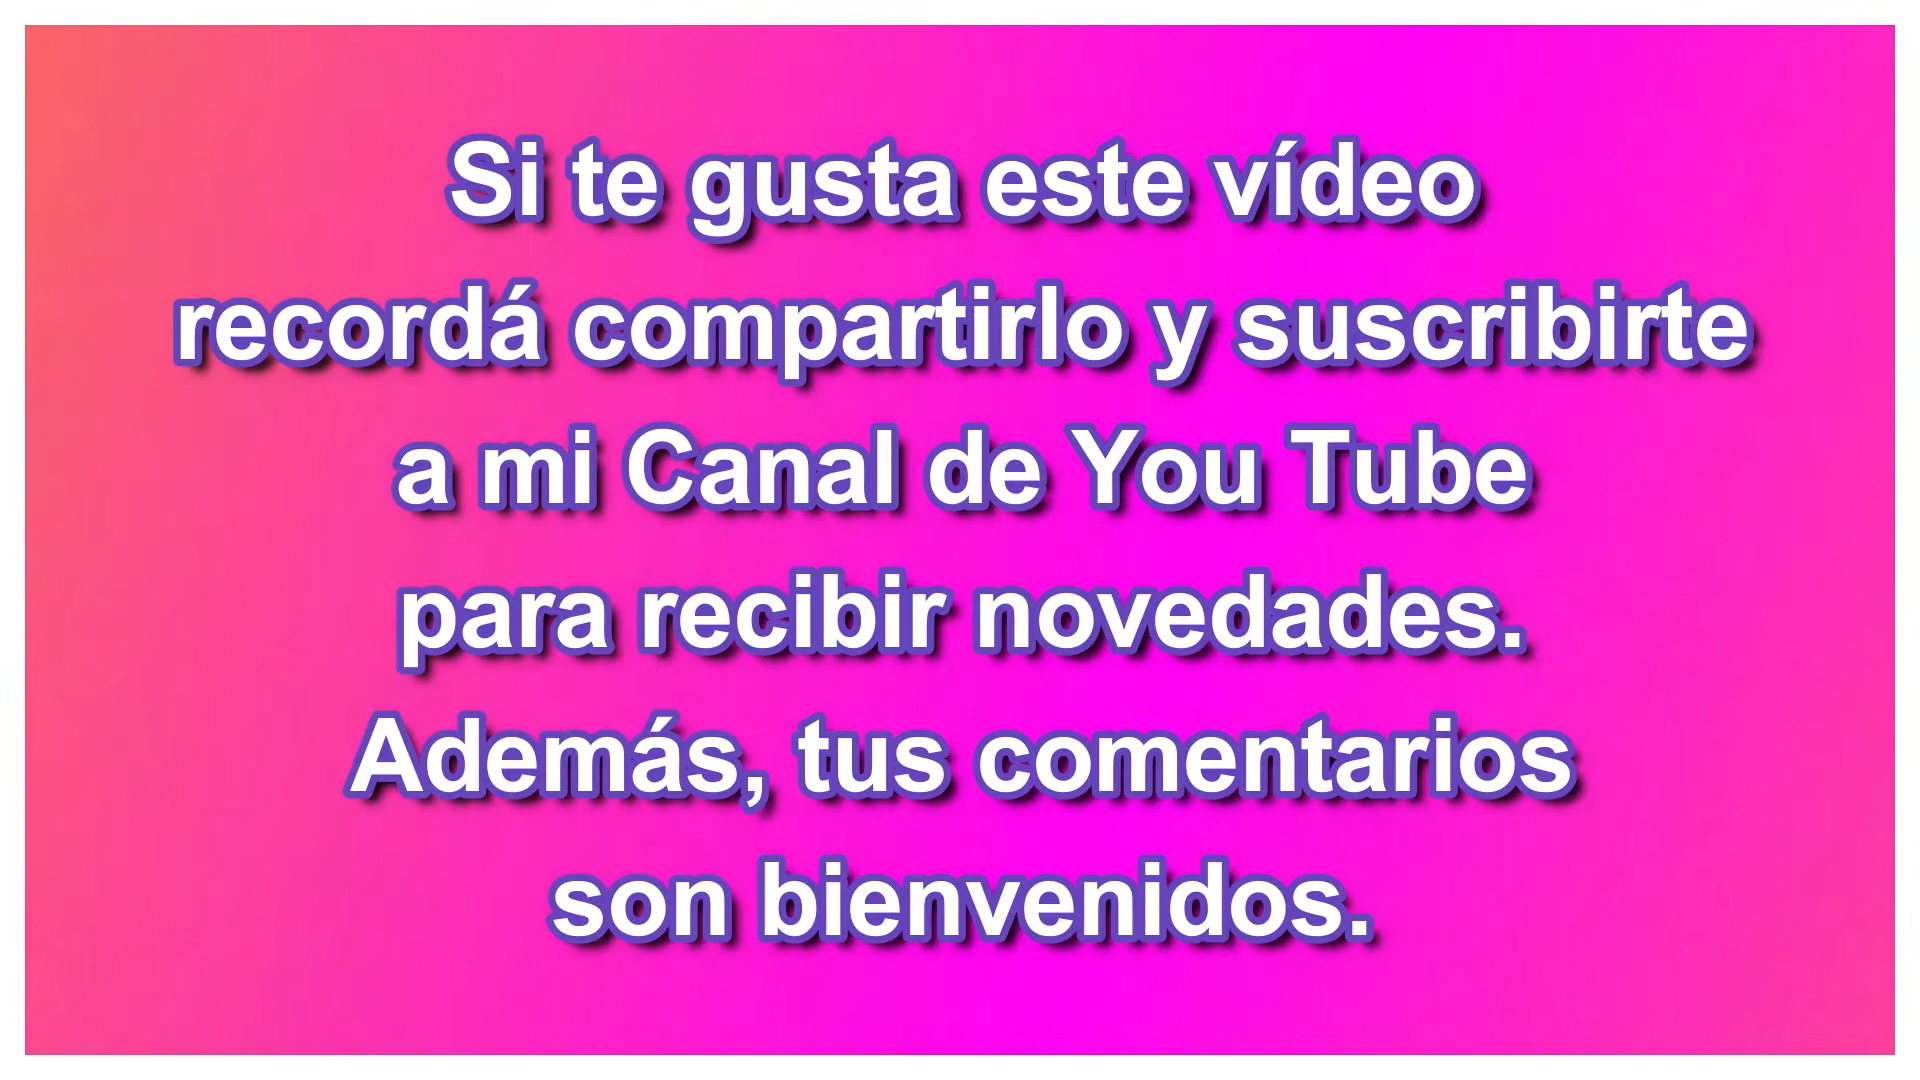 Si te gusta este vídeo
recordá compartirlo y suscribirte
a mi Canal de You Tube
para recibir novedades.
Además, tus comentarios
son bienvenidos.